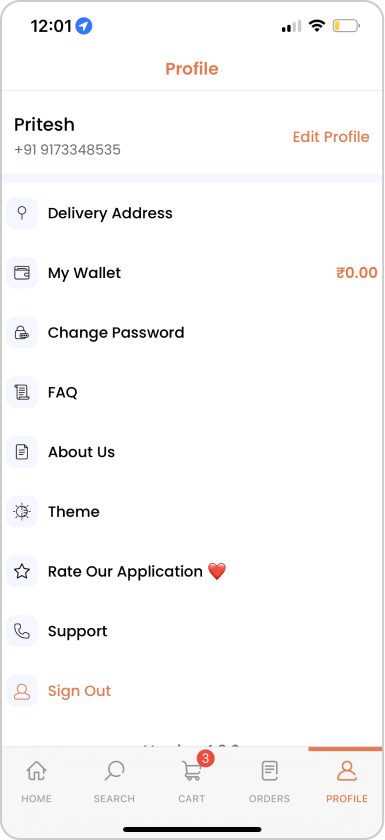 12:01
Profile
Pritesh
+91 9173348535
Edit Profile
Delivery Address
My Wallet
₹0.00
Change Password
FAQ
About Us
Theme
Rate Our Application ❤️
Support
Sign Out
3
HOME
SEARCH
CART
ORDERS
PROFILE